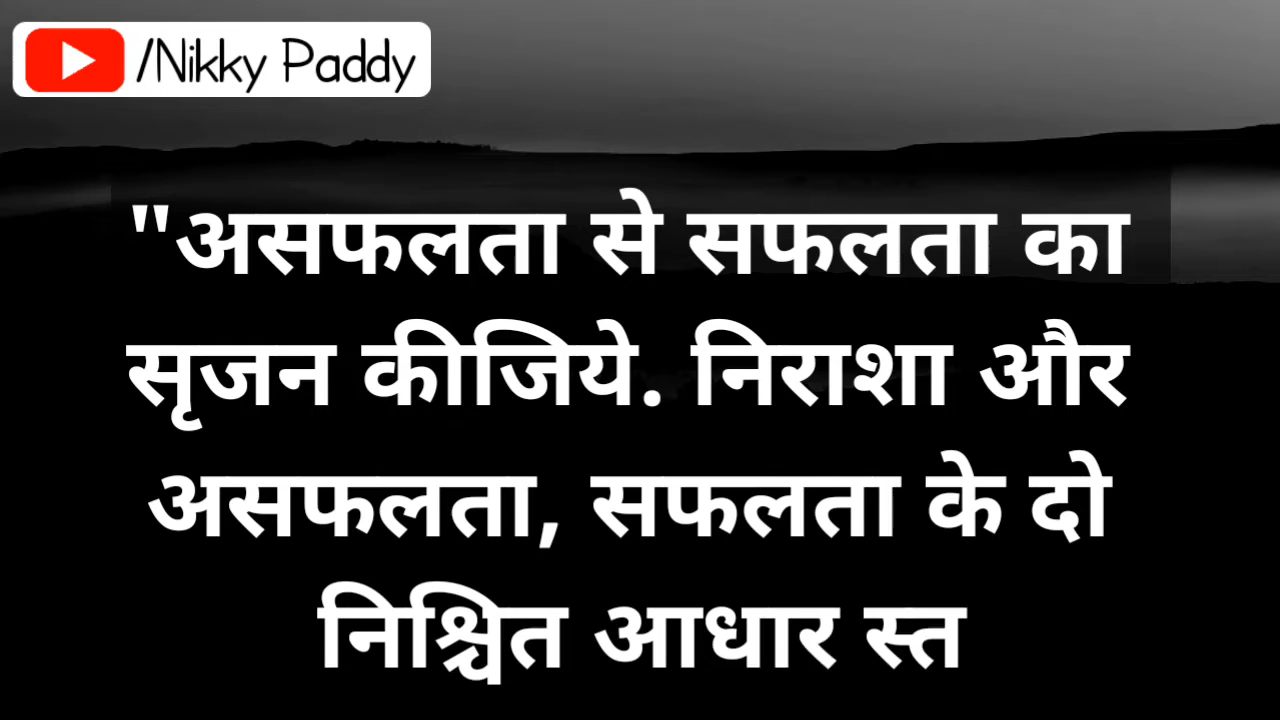 /Nikky Paddy
"असफलता से सफलता का
सृजन कीजिये. निराशा और
असफलता, सफलता के दो
निश्चित आधार स्त